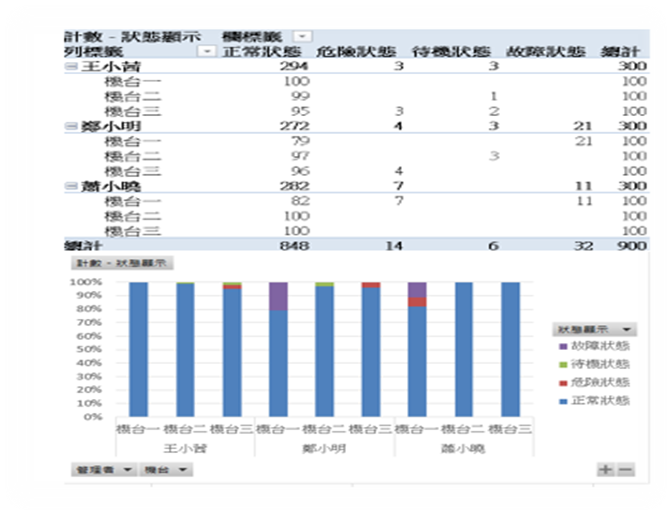 計數 - 狀態顯示 欄標籤
列標籤 正常狀態 危險狀態 待機狀態 故障狀態 總計
王小茵 294 3 3 300
機台一 100 100
機台二 99 1 100
機台三 95 3 2 100
鄭小明 272 4 3 21 300
機台一 79 21 100
機台二 97 3 100
機台三 96 4 100
蕭小曉 282 7 11 300
機台一 82 7 11 100
機台二 100 100
機台三 100 100
總計 848 14 6 32 900
計數 - 狀態顯示
100%
90%
80%
70%
60%
50%
40%
30%
20%
10%
0%
機台一 機台二 機台三 機台一 機台二 機台三 機台一 機台二 機台三
王小茵 鄭小明 蕭小曉
狀態顯示
故障狀態
待機狀態
危險狀態
正常狀態
管理者 機台